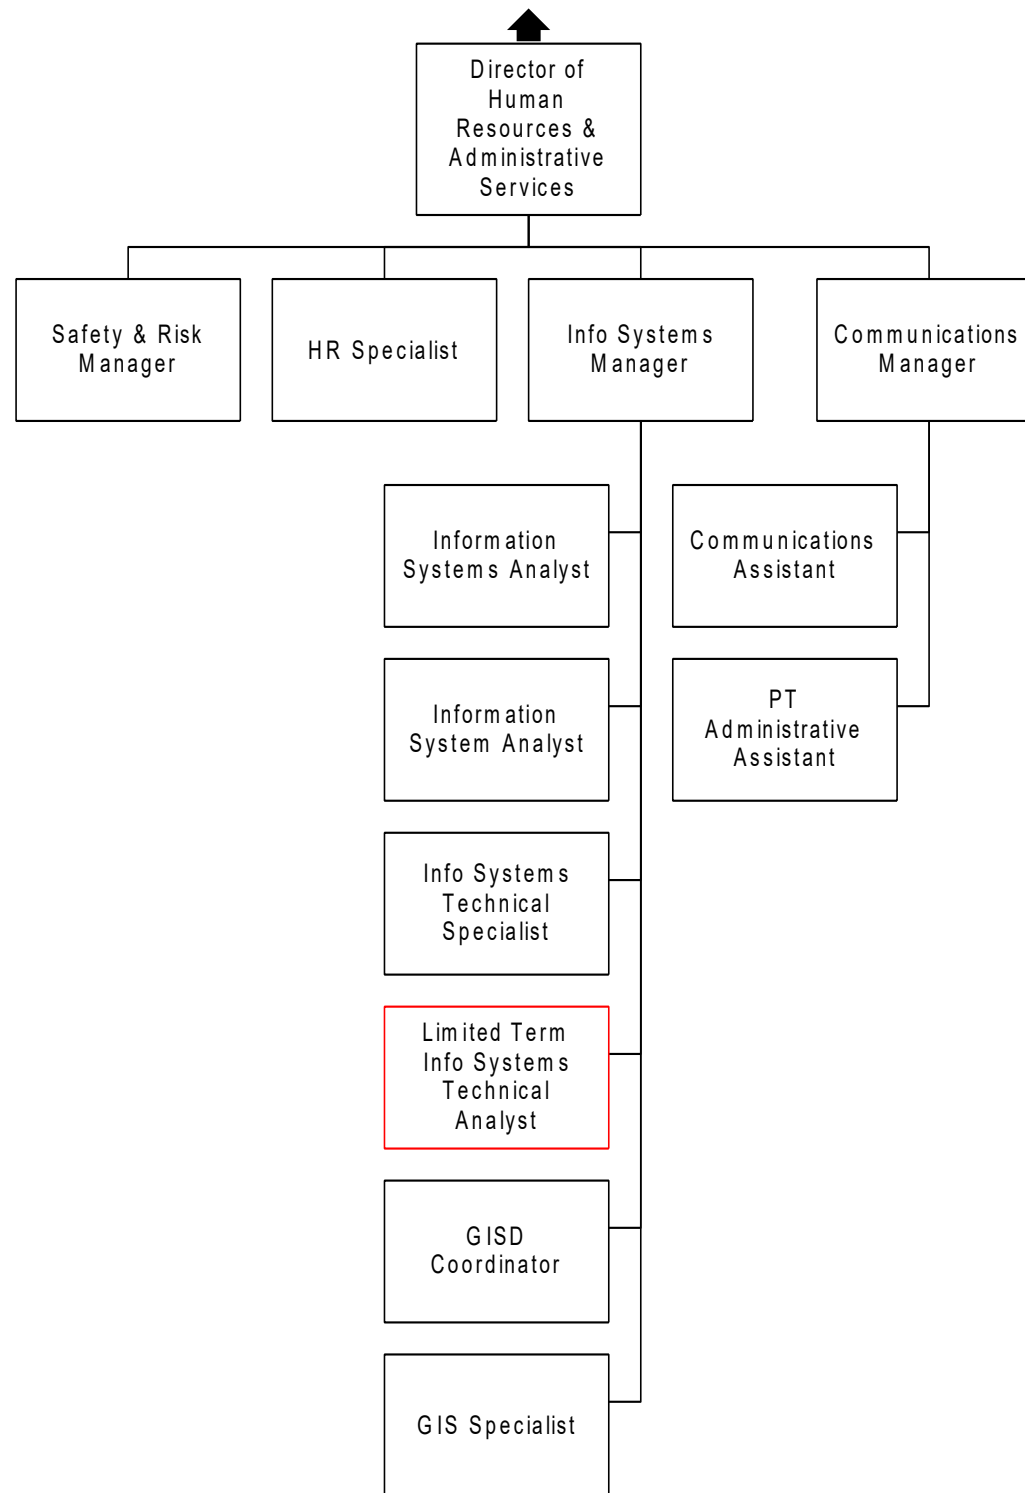 Director of
Human
Resources &
Administrative
Services
Safety & Risk
Manager
HR Specialist
Info Systems
Manager
Communications
Manager
Information
Systems Analyst
Communications
Assistant
Information
System Analyst
PT
Administrative
Assistant
Info Systems
Technical
Specialist
Limited Term
Info Systems
Technical
Analyst
GISD
Coordinator
GIS Specialist